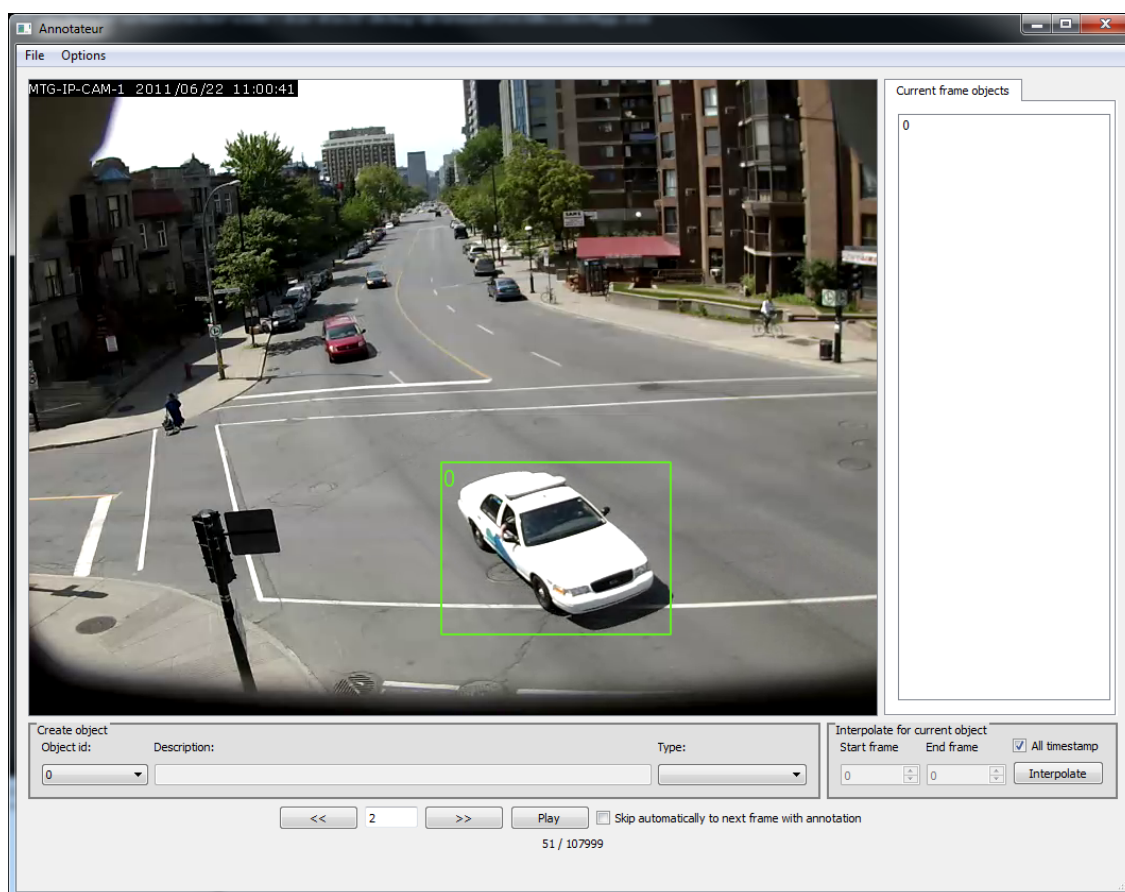 Annotateur
File Options
MTG-IP-CAM-1 2011/06/22 11:00:41
Current frame objects
0
0
Create object
Object id: Description: Type:
0
Interpolate for current object
Start frame End frame All timestamp
0 0 Interpolate
<< 2 >> Play Skip automatically to next frame with annotation
51 / 107999